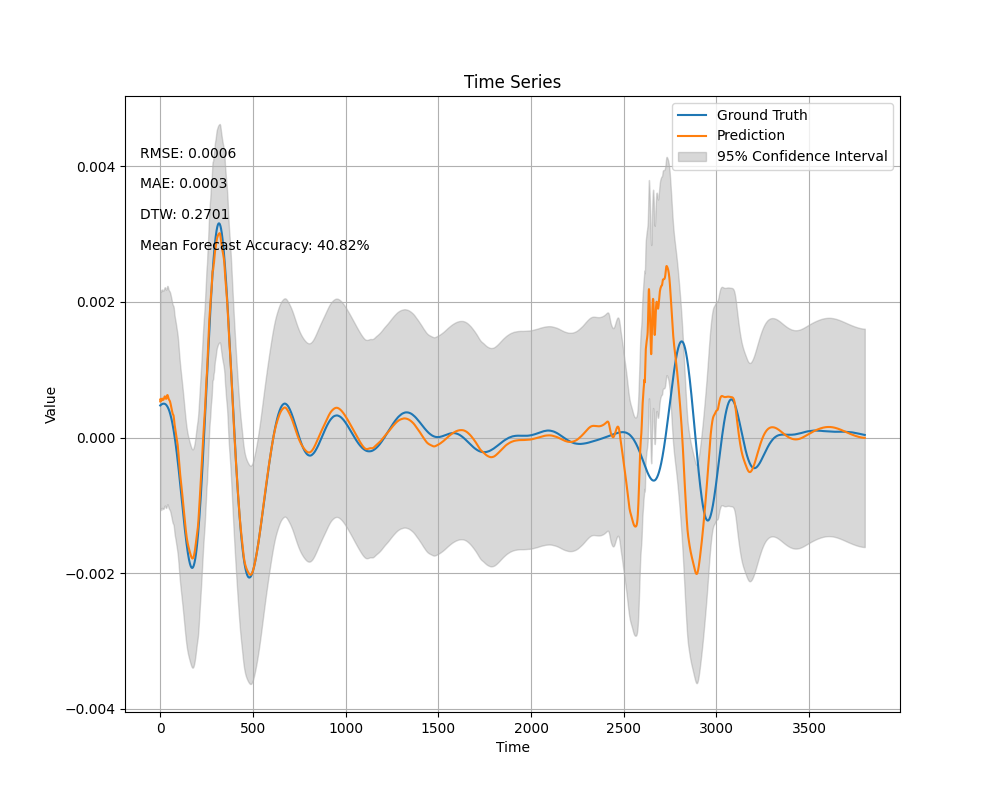 Time Series
Ground Truth
Prediction
95% Confidence Interval
RMSE: 0.0006
MAE: 0.0003
DTW: 0.2701
Mean Forecast Accuracy: 40.82%
0.004
0.002
0.000
−0.002
−0.004
Value
0 500 1000 1500 2000 2500 3000 3500
Time